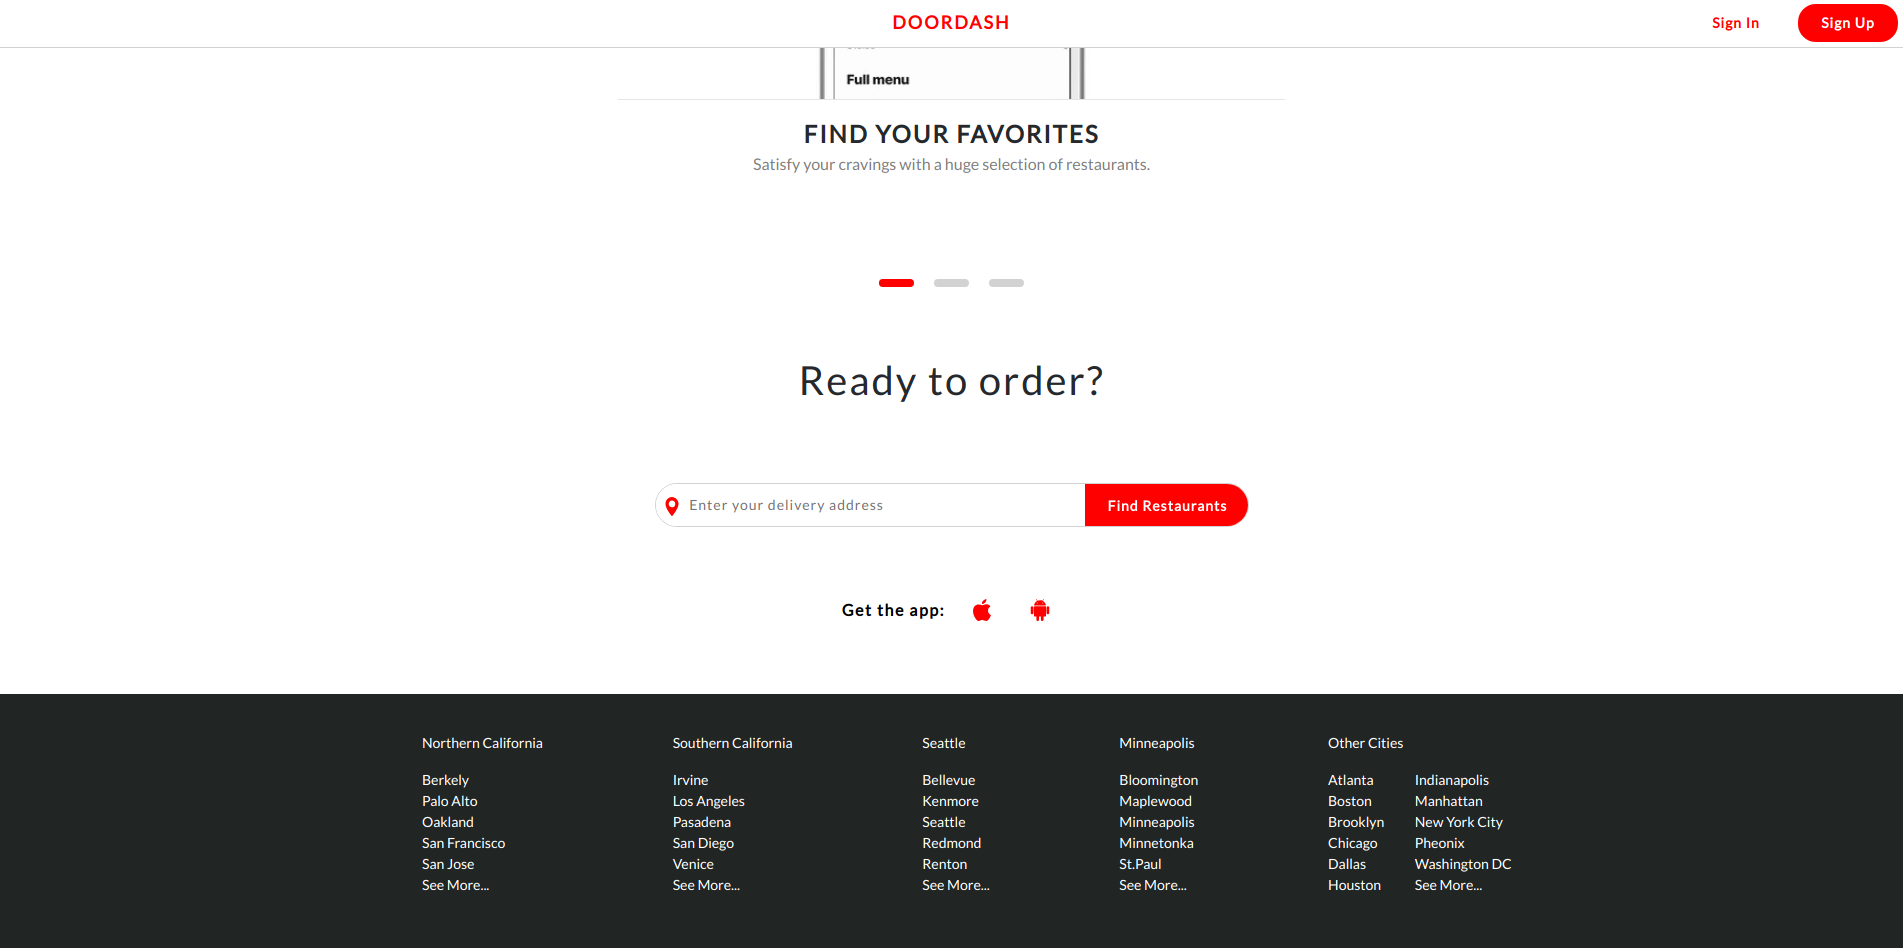 DOORDASH
Sign In
Sign Up
Full menu
FIND YOUR FAVORITES
Satisfy your cravings with a huge selection of restaurants.
Ready to order?
Enter your delivery address
Find Restaurants
Get the app:
Northern California
Berkely
Palo Alto
Oakland
San Francisco
San Jose
See More...
Southern California
Irvine
Los Angeles
Pasadena
San Diego
Venice
See More...
Seattle
Bellevue
Kenmore
Seattle
Redmond
Renton
See More...
Minneapolis
Bloomington
Maplewood
Minneapolis
Minnetonka
St.Paul
See More...
Other Cities
Atlanta
Boston
Brooklyn
Chicago
Dallas
Houston
Indianapolis
Manhattan
New York City
Pheonix
Washington DC
See More...